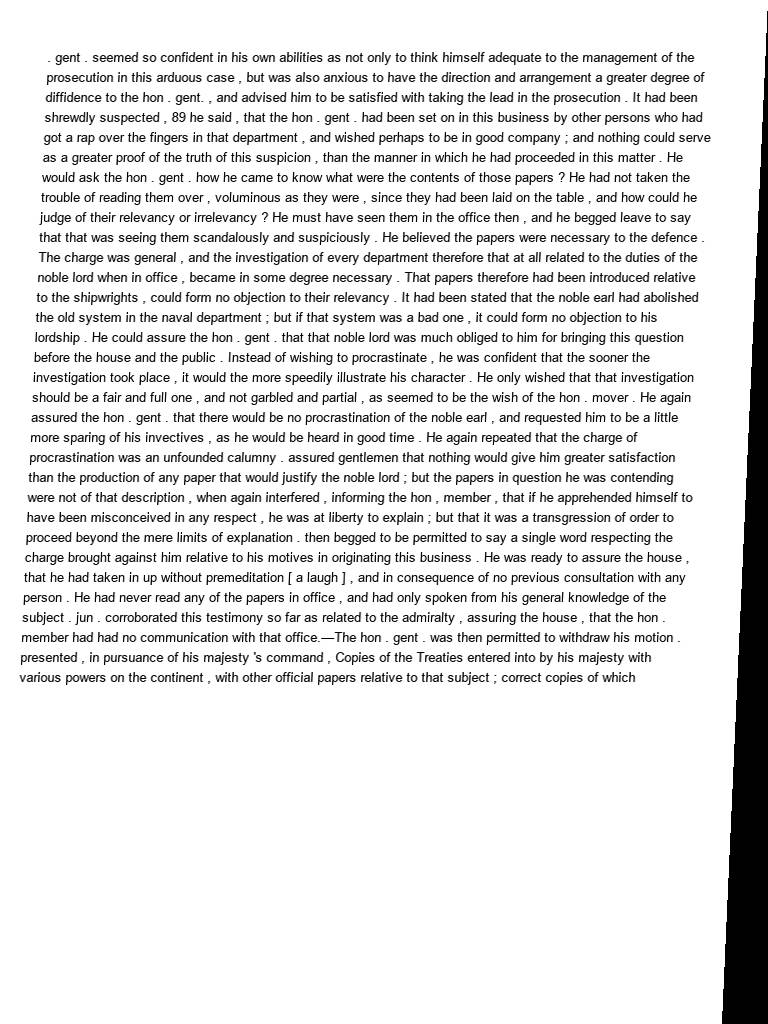 . gent . seemed so confident in his own abilities as not only to think himself adequate to the management of the
prosecution in this arduous case , but was also anxious to have the direction and arrangement a greater degree of
diffidence to the hon . gent. , and advised him to be satisfied with taking the lead in the prosecution . It had been
shrewdly suspected , 89 he said , that the hon . gent . had been set on in this business by other persons who had
got a rap over the fingers in that department , and wished perhaps to be in good company ; and nothing could serve
as a greater proof of the truth of this suspicion , than the manner in which he had proceeded in this matter . He
would ask the hon . gent . how he came to know what were the contents of those papers ? He had not taken the
trouble of reading them over , voluminous as they were , since they had been laid on the table , and how could he
judge of their relevancy or irrelevancy ? He must have seen them in the office then , and he begged leave to say
that that was seeing them scandalously and suspiciously . He believed the papers were necessary to the defence .
The charge was general , and the investigation of every department therefore that at all related to the duties of the
noble lord when in office , became in some degree necessary . That papers therefore had been introduced relative
to the shipwrights , could form no objection to their relevancy . It had been stated that the noble earl had abolished
the old system in the naval department ; but if that system was a bad one , it could form no objection to his
lordship . He could assure the hon . gent . that that noble lord was much obliged to him for bringing this question
before the house and the public . Instead of wishing to procrastinate , he was confident that the sooner the
investigation took place , it would the more speedily illustrate his character . He only wished that that investigation
should be a fair and full one , and not garbled and partial , as seemed to be the wish of the hon . mover . He again
assured the hon . gent . that there would be no procrastination of the noble earl , and requested him to be a little
more sparing of his invectives , as he would be heard in good time . He again repeated that the charge of
procrastination was an unfounded calumny . assured gentlemen that nothing would give him greater satisfaction
than the production of any paper that would justify the noble lord ; but the papers in question he was contending
were not of that description , when again interfered , informing the hon , member , that if he apprehended himself to
have been misconceived in any respect , he was at liberty to explain ; but that it was a transgression of order to
proceed beyond the mere limits of explanation . then begged to be permitted to say a single word respecting the
charge brought against him relative to his motives in originating this business . He was ready to assure the house ,
that he had taken in up without premeditation [ a laugh ] , and in consequence of no previous consultation with any
person . He had never read any of the papers in office , and had only spoken from his general knowledge of the
subject . jun . corroborated this testimony so far as related to the admiralty , assuring the house , that the hon .
member had had no communication with that office.—The hon . gent . was then permitted to withdraw his motion .
presented , in pursuance of his majesty 's command , Copies of the Treaties entered into by his majesty with
various powers on the continent , with other official papers relative to that subject ; correct copies of which